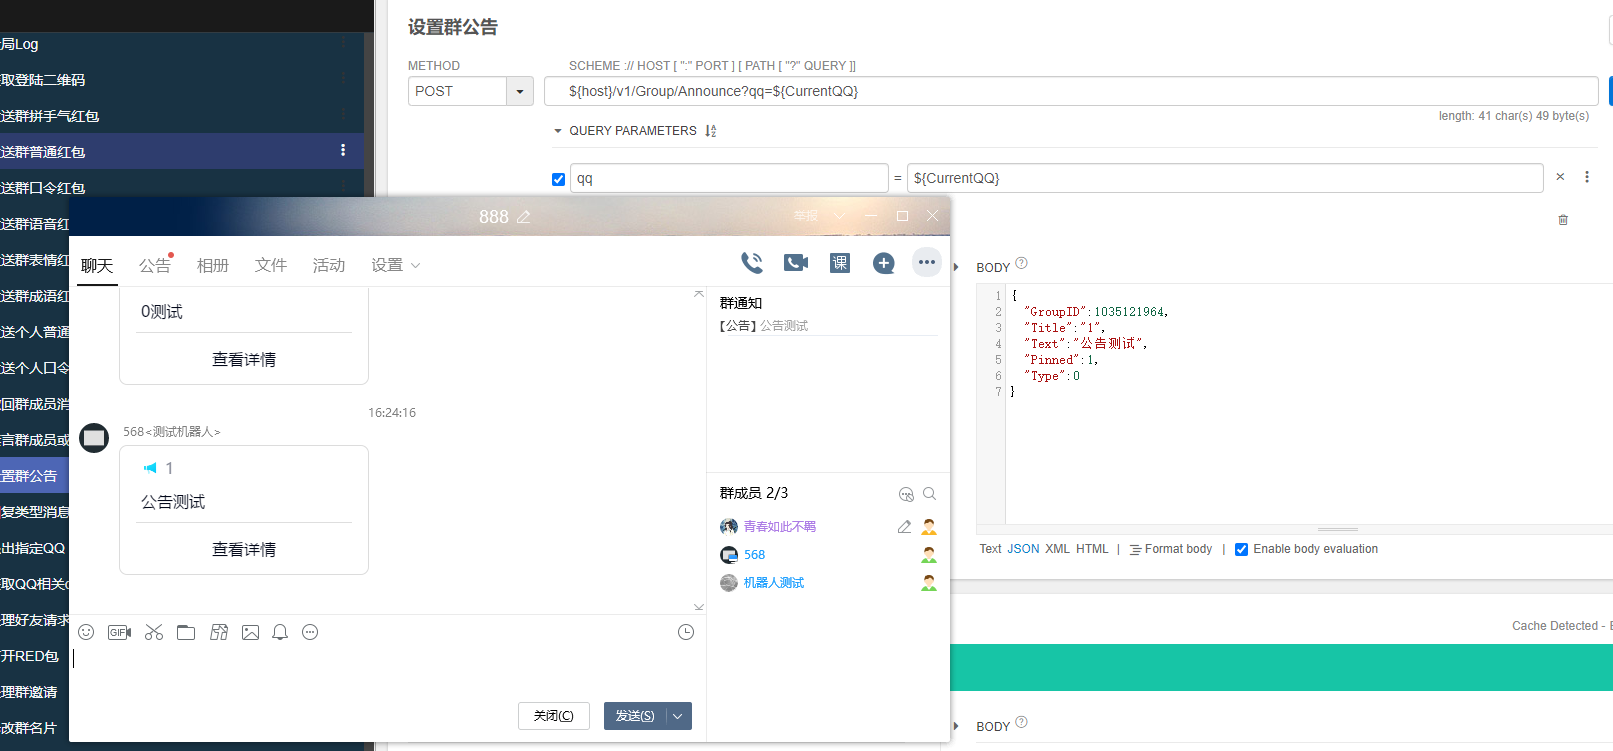 局Log
取登陆二维码
送群拼手气红包
送群普通红包
送群口令红包
送群语音红
送群表情红
送群成语红
送个人普通
送个人口令
回群成员消
言群成员或
置群公告
复类型消息
出指定QQ
取QQ相关c
理好友请求
开RED包
理群邀请
改群名片
设置群公告
METHOD
SCHEME :// HOST [ ":" PORT ] [ PATH [ "?" QUERY ]]
POST
${host}/v1/Group/Announce?qq=${CurrentQQ}
length: 41 char(s) 49 byte(s)
QUERY PARAMETERS
qq
=
${CurrentQQ}
BODY
1 {
2 "GroupID":1035121964,
3 "Title":"1",
4 "Text":"公告测试",
5 "Pinned":1,
6 "Type":0
7 }
Text JSON XML HTML | Format body | Enable body evaluation
Cache Detected -
BODY
888
举报
聊天 公告 相册 文件 活动 设置
课
0测试
查看详情
16:24:16
568<测试机器人>
1
公告测试
查看详情
群通知
【公告】公告测试
群成员 2/3
青春如此不羁
568
机器人测试
GIF
关闭(C)
发送(S)